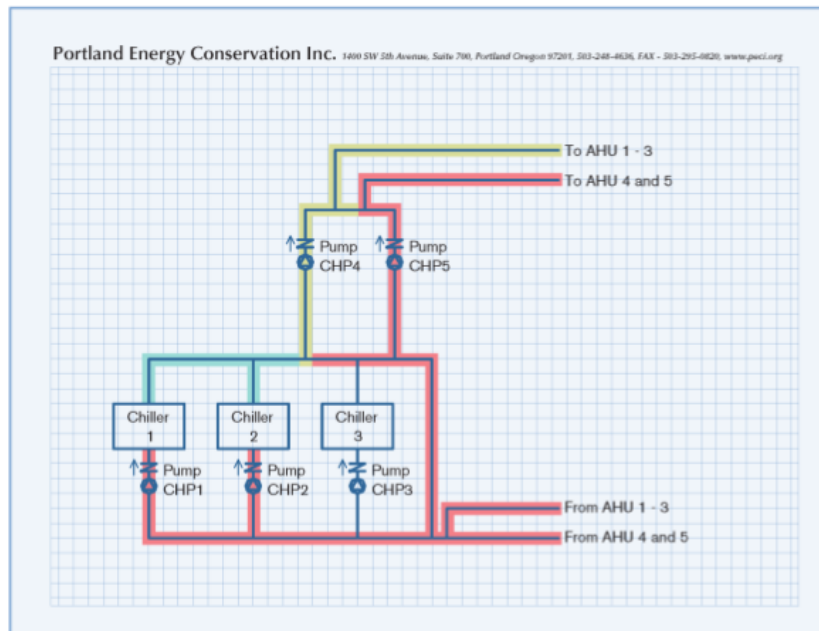 Portland Energy Conservation Inc. 1400 SW 5th Avenue, Suite 700, Portland Oregon 97201, 503-248-4636, FAX - 503-295-0820, www.peci.org
To AHU 1 - 3
To AHU 4 and 5
Pump
CHP4
Pump
CHP5
Chiller
1
Chiller
2
Chiller
3
Pump
CHP1
Pump
CHP2
Pump
CHP3
From AHU 1 - 3
From AHU 4 and 5